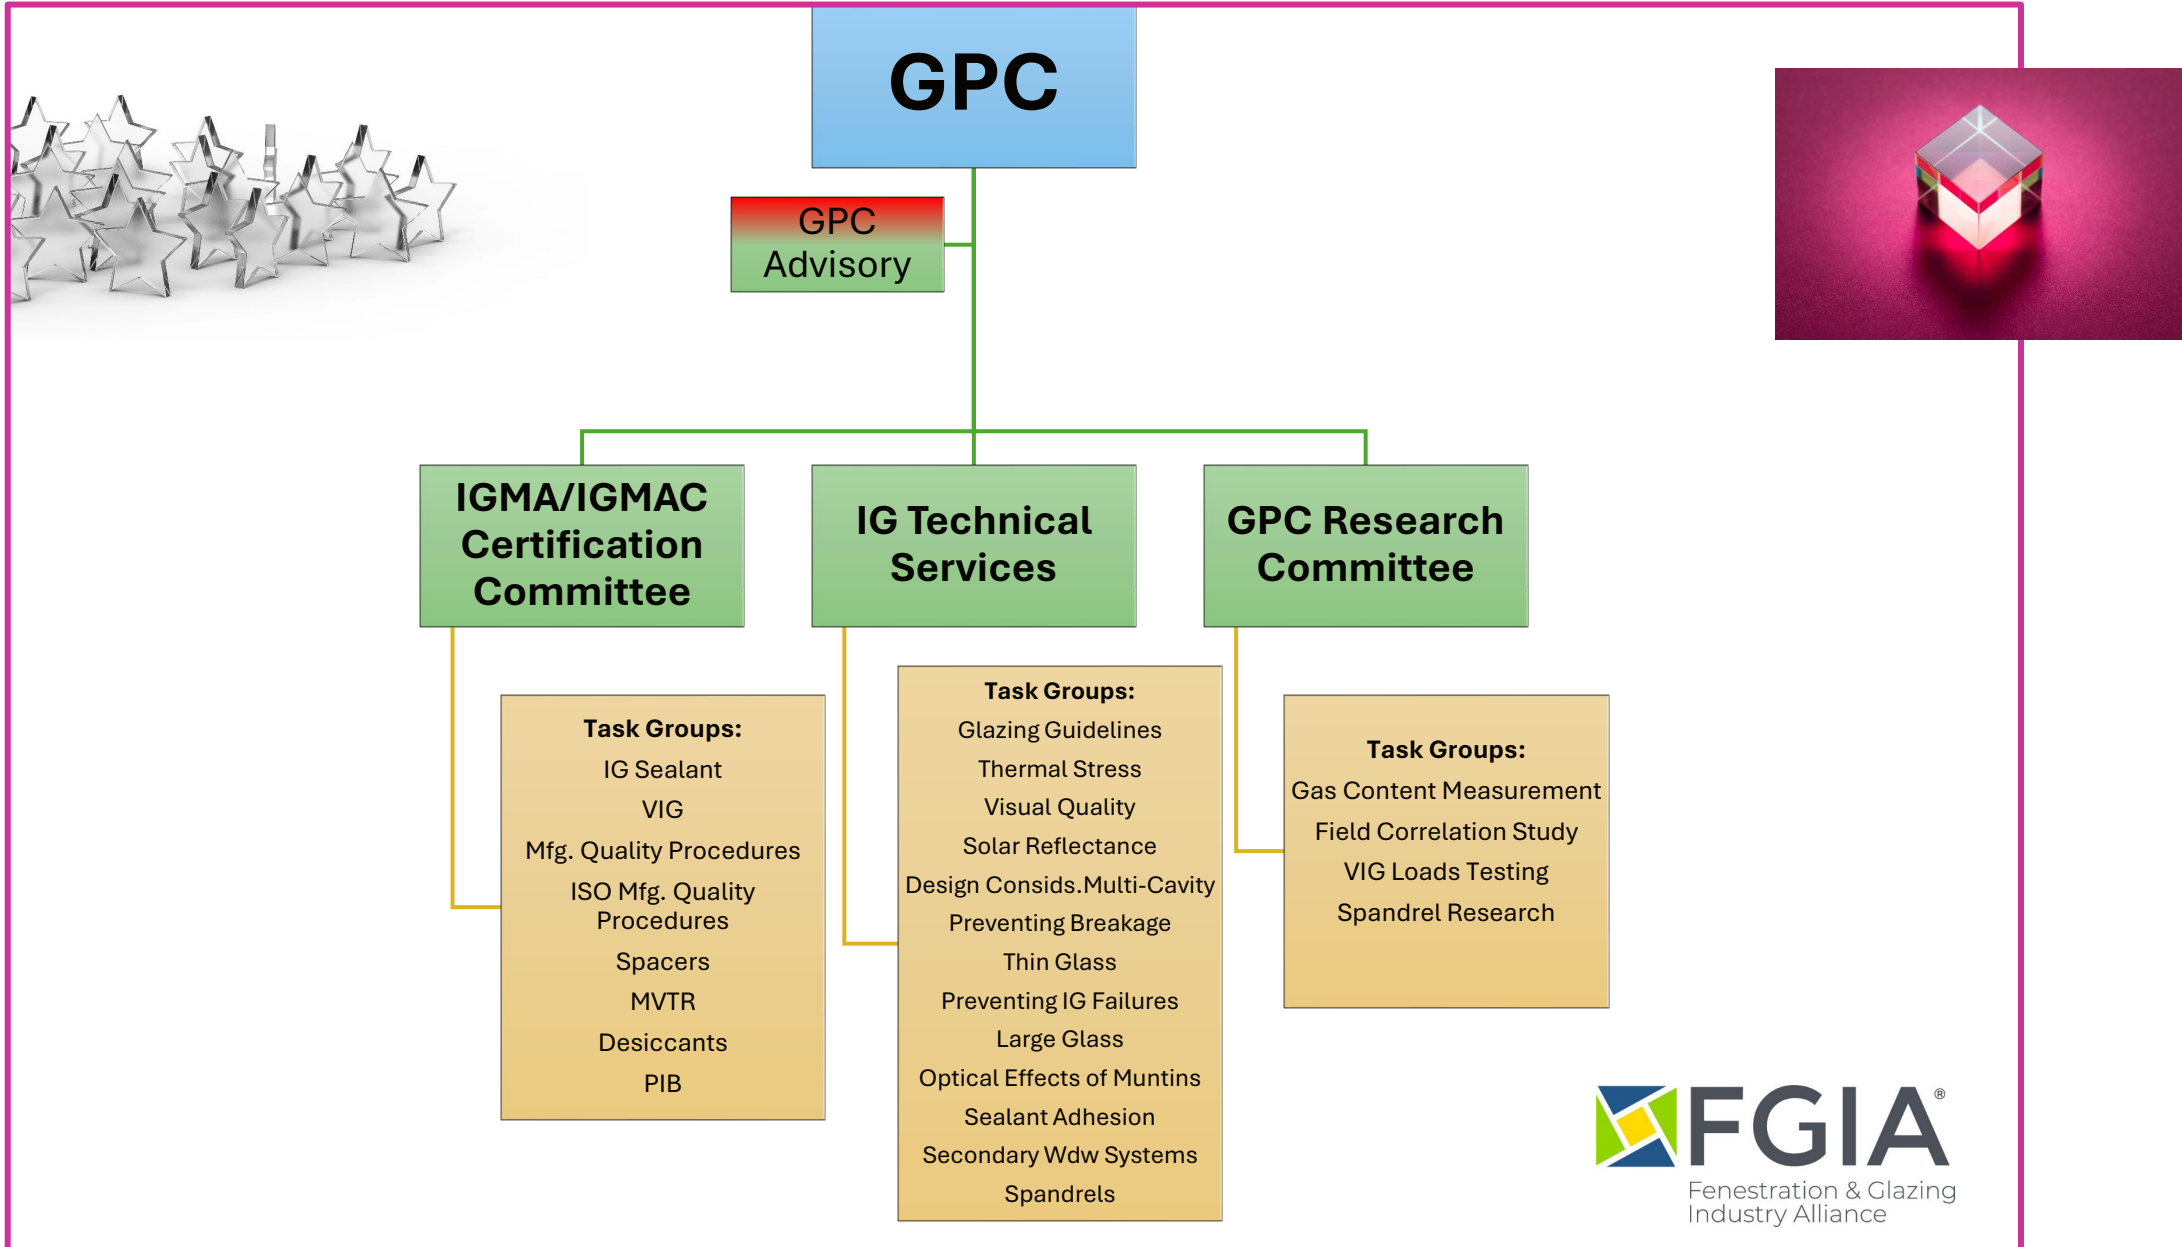 GPC
GPC
Advisory
IGMA/IGMAC
Certification
Committee
IG Technical
Services
GPC Research
Committee
Task Groups:
IG Sealant
VIG
Mfg. Quality Procedures
ISO Mfg. Quality
Procedures
Spacers
MVTR
Desiccants
PIB
Task Groups:
Glazing Guidelines
Thermal Stress
Visual Quality
Solar Reflectance
Design Consids.Multi-Cavity
Preventing Breakage
Thin Glass
Preventing IG Failures
Large Glass
Optical Effects of Muntins
Sealant Adhesion
Secondary Wdw Systems
Spandrels
Task Groups:
Gas Content Measurement
Field Correlation Study
VIG Loads Testing
Spandrel Research
FGIA®
Fenestration & Glazing
Industry Alliance